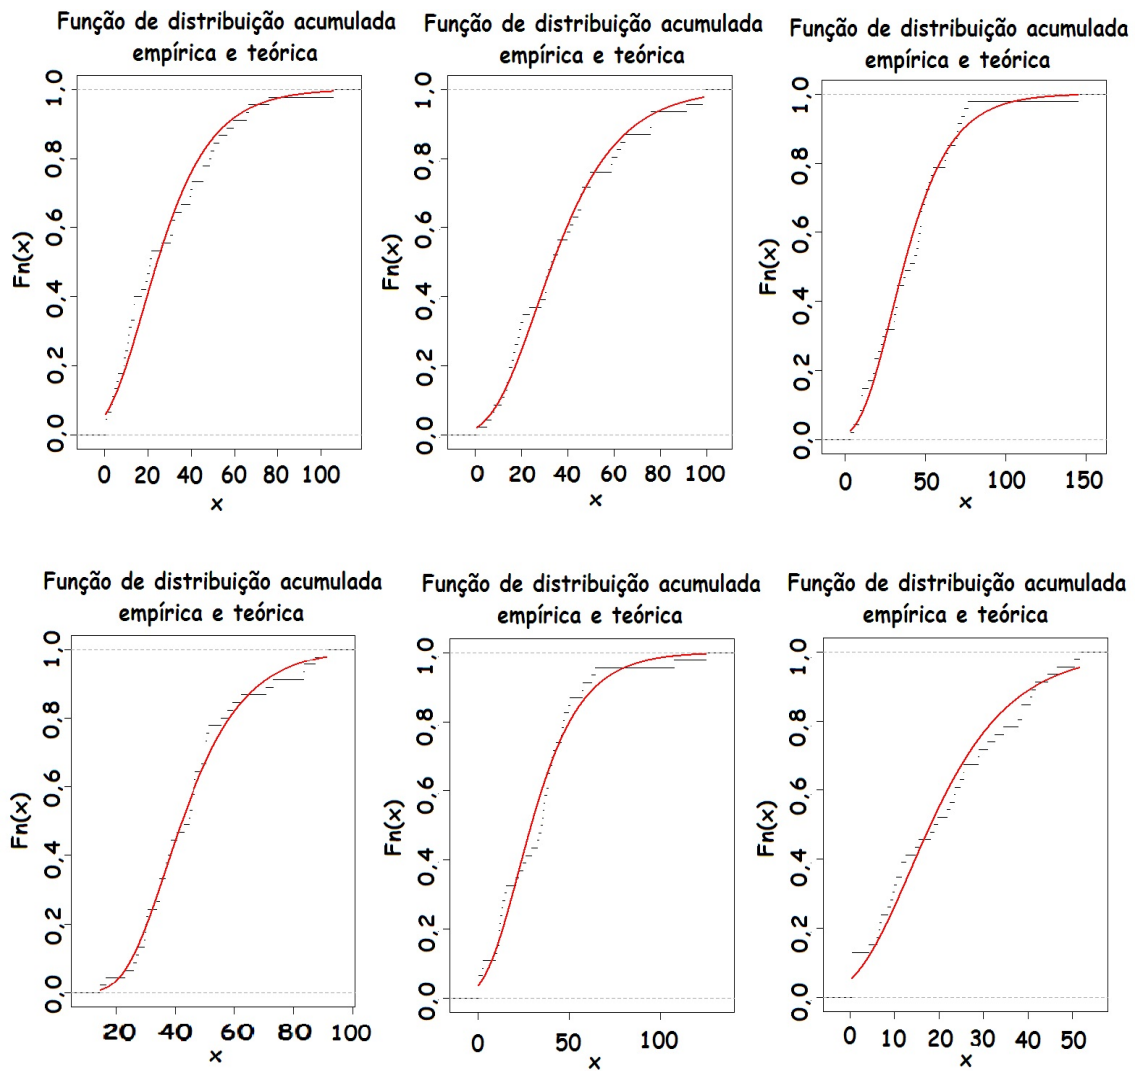 Função de distribuição acumulada
empírica e teórica
Fn(x)
1,0
0,8
0,6
0,4
0,2
0,0
0 20 40 60 80 100
x
Função de distribuição acumulada
empírica e teórica
Fn(x)
1,0
0,8
0,6
0,4
0,2
0,0
0 20 40 60 80 100
x
Função de distribuição acumulada
empírica e teórica
Fn(x)
1,0
0,8
0,6
0,4
0,2
0,0
0 50 100 150
x
Função de distribuição acumulada
empírica e teórica
Fn(x)
1,0
0,8
0,6
0,4
0,2
0,0
20 40 60 80 100
x
Função de distribuição acumulada
empírica e teórica
Fn(x)
1,0
0,8
0,6
0,4
0,2
0,0
0 50 100
x
Função de distribuição acumulada
empírica e teórica
Fn(x)
1,0
0,8
0,6
0,4
0,2
0,0
0 10 20 30 40 50
x